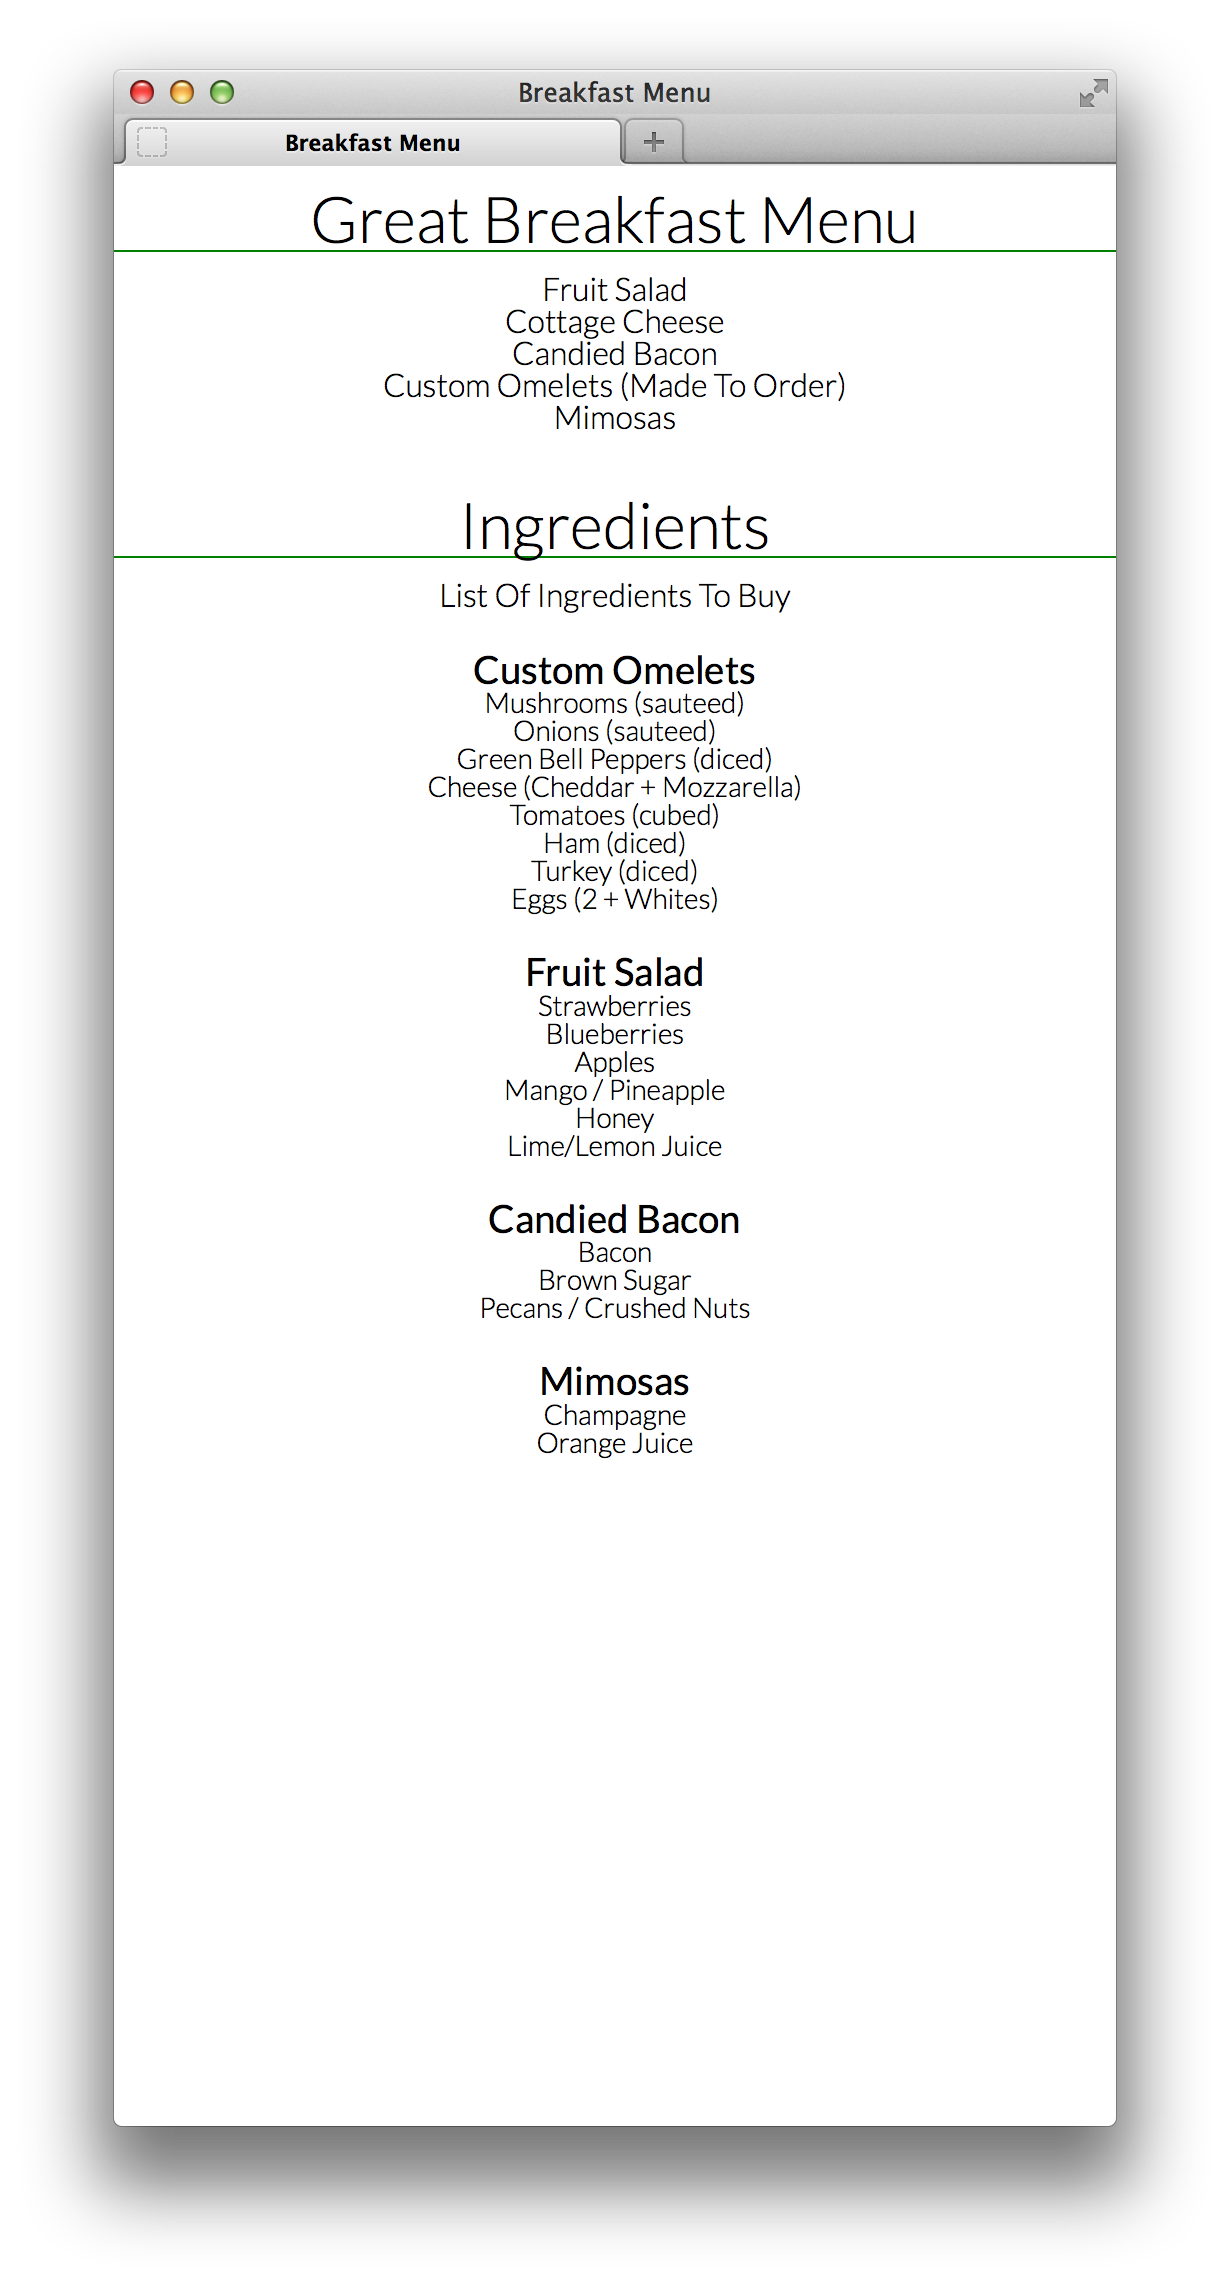 Breakfast Menu
Breakfast Menu
Great Breakfast Menu
Fruit Salad
Cottage Cheese
Candied Bacon
Custom Omelets (Made To Order)
Mimosas
Ingredients
List Of Ingredients To Buy
Custom Omelets
Mushrooms (sauteed)
Onions (sauteed)
Green Bell Peppers (diced)
Cheese (Cheddar + Mozzarella)
Tomatoes (cubed)
Ham (diced)
Turkey (diced)
Eggs (2 + Whites)
Fruit Salad
Strawberries
Blueberries
Apples
Mango / Pineapple
Honey
Lime/Lemon Juice
Candied Bacon
Bacon
Brown Sugar
Pecans / Crushed Nuts
Mimosas
Champagne
Orange Juice